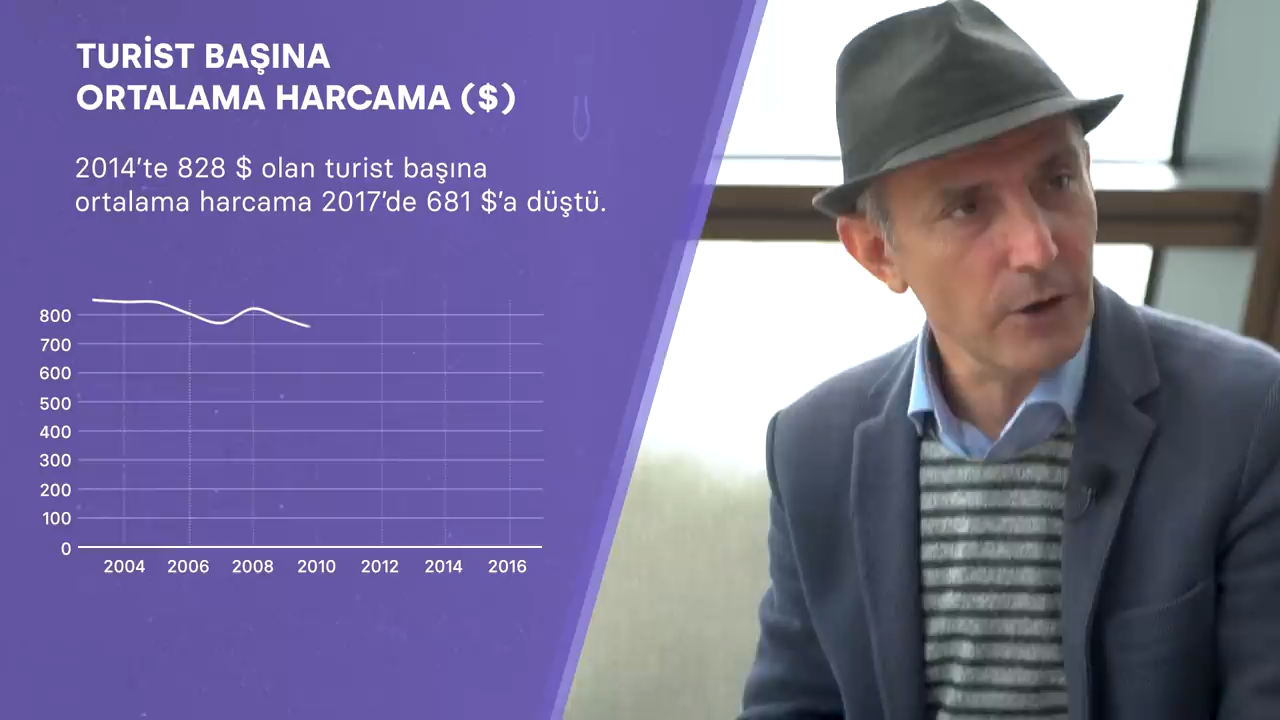 TURİST BAŞINA
ORTALAMA HARCAMA ($)
2014'te 828 $ olan turist başına
ortalama harcama 2017'de 681 $'a düştü.
800
700
600
500
400
300
200
100
0
2004 2006 2008 2010 2012 2014 2016